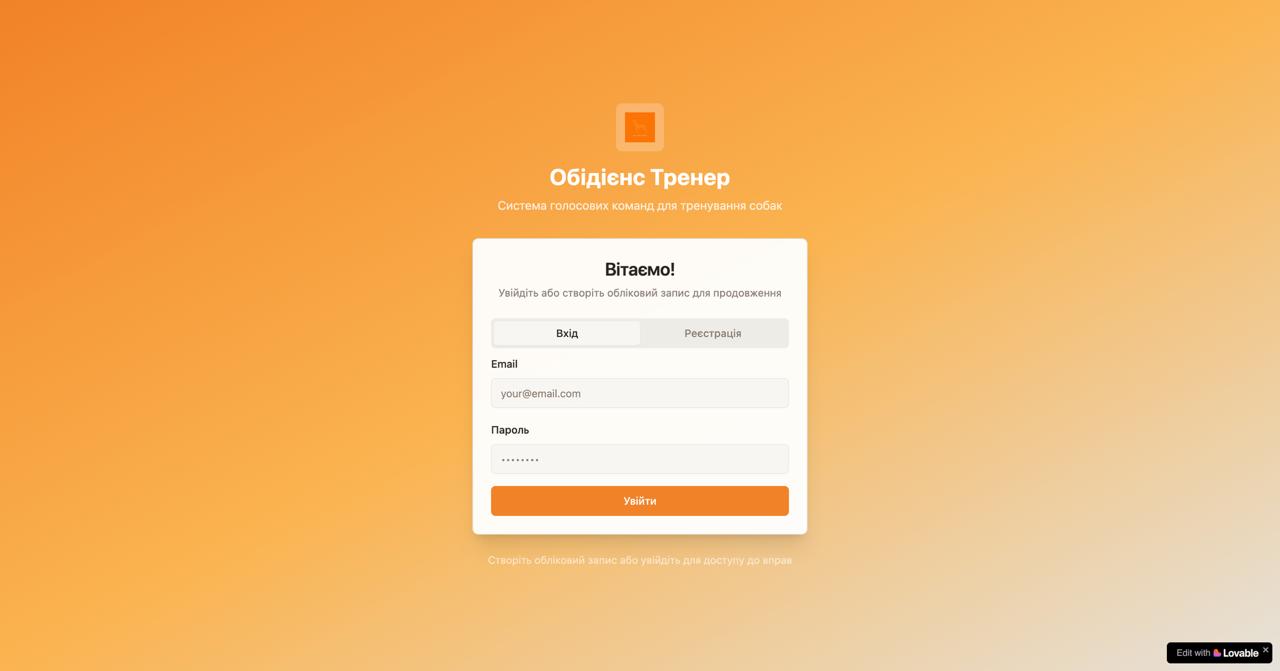 Обідієнс Тренер
Система голосових команд для тренування собак
Вітаємо!
Увійдіть або створіть обліковий запис для продовження
Вхід
Реєстрація
Email
your@email.com
Пароль
••••••••
Увійти
Створіть обліковий запис або увійдіть для доступу до вправ
Edit with Lovable